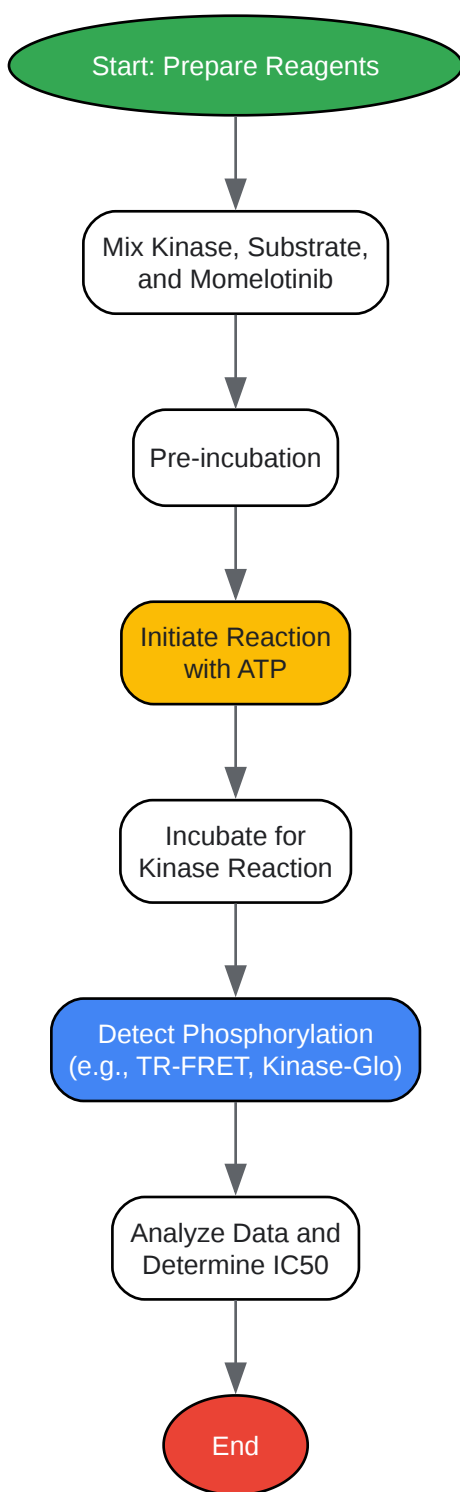 Start: Prepare Reagents
Mix Kinase, Substrate,
and Momelotinib
Pre-incubation
Initiate Reaction
with ATP
Incubate for
Kinase Reaction
Detect Phosphorylation
(e.g., TR-FRET, Kinase-Glo)
Analyze Data and
Determine IC50
End